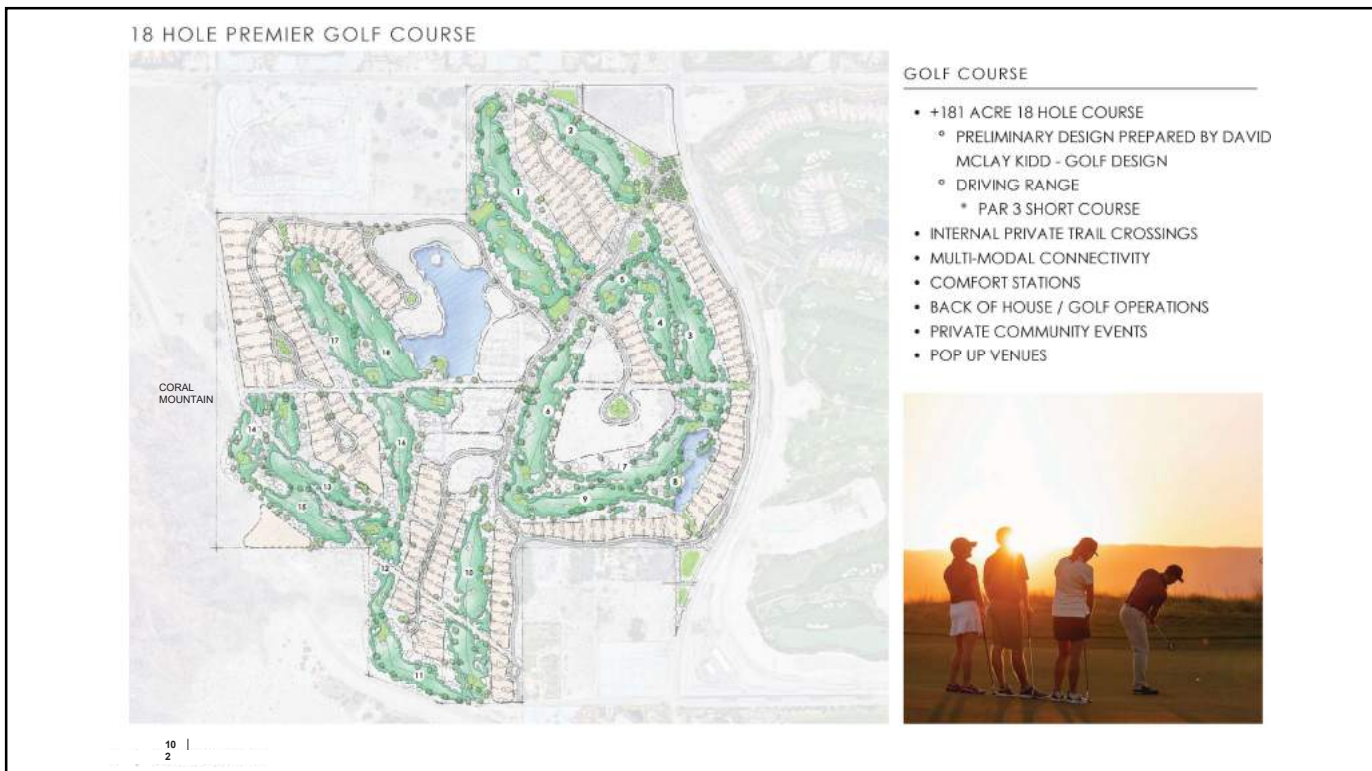 18 HOLE PREMIER GOLF COURSE
GOLF COURSE
• +181 ACRE 18 HOLE COURSE
° PRELIMINARY DESIGN PREPARED BY DAVID
MCLAY KIDD - GOLF DESIGN
° DRIVING RANGE
* PAR 3 SHORT COURSE
• INTERNAL PRIVATE TRAIL CROSSINGS
• MULTI-MODAL CONNECTIVITY
• COMFORT STATIONS
• BACK OF HOUSE / GOLF OPERATIONS
• PRIVATE COMMUNITY EVENTS
• POP UP VENUES
2
1
5
4
3
17
18
CORAL
MOUNTAIN
6
14
16
7
13
8
9
15
10
12
11
10 |
2